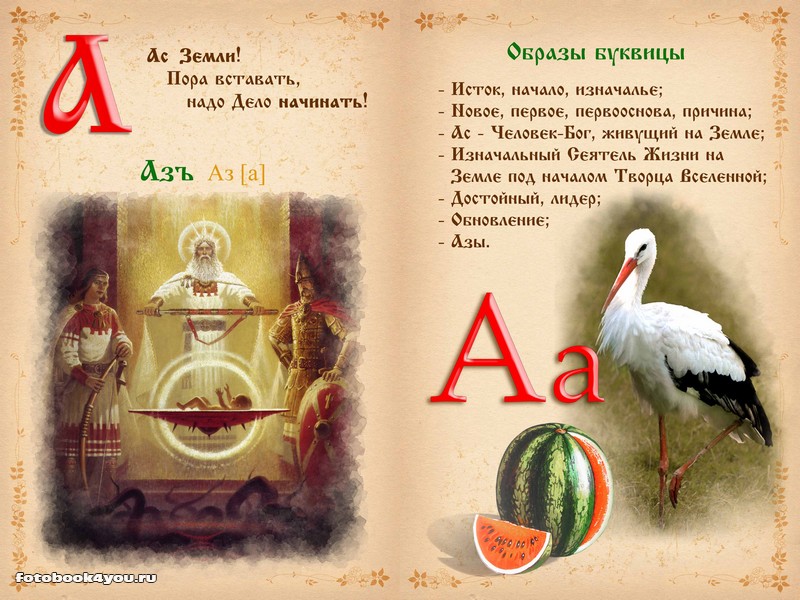 А
Ас Земли!
Пора вставать,
надо Дело начинать!
Азъ Аз [а]
Образы буквицы
- Исток, начало, изначалье;
- Новое, первое, первооснова, причина;
- Ас - Человек-Бог, живущий на Земле;
- Изначальный Сеятель Жизни на
Земле под началом Творца Вселенной;
- Достойный, лидер;
- Обновление;
- Азы.
Аа
fotobook4you.ru